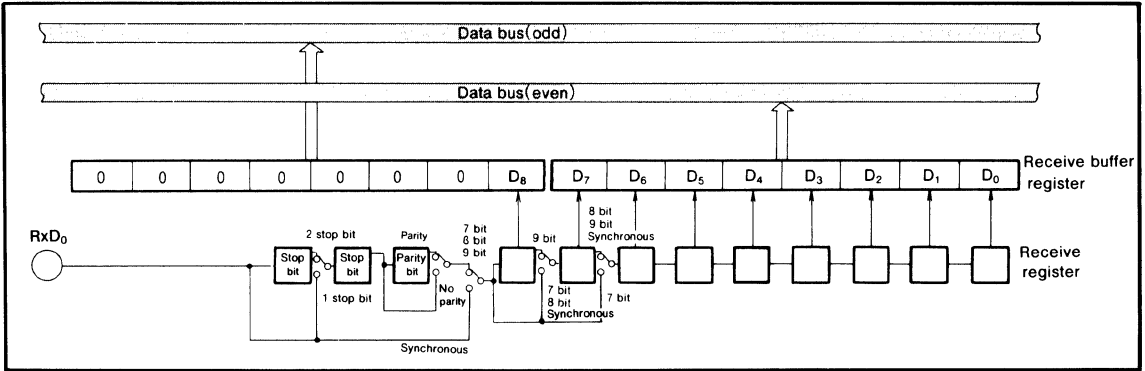 Data bus(odd)
Data bus(even)
0 0 0 0 0 0 0 D8 D7 D6 D5 D4 D3 D2 D1 D0
Receive buffer
register
RxD0
2 stop bit
Parity
7 bit
8 bit
9 bit
9 bit
8 bit
9 bit
Synchronous
Stop
bit
Stop
bit
Parity
bit
Receive
register
1 stop bit
No
parity
7 bit
8 bit
Synchronous
7 bit
Synchronous